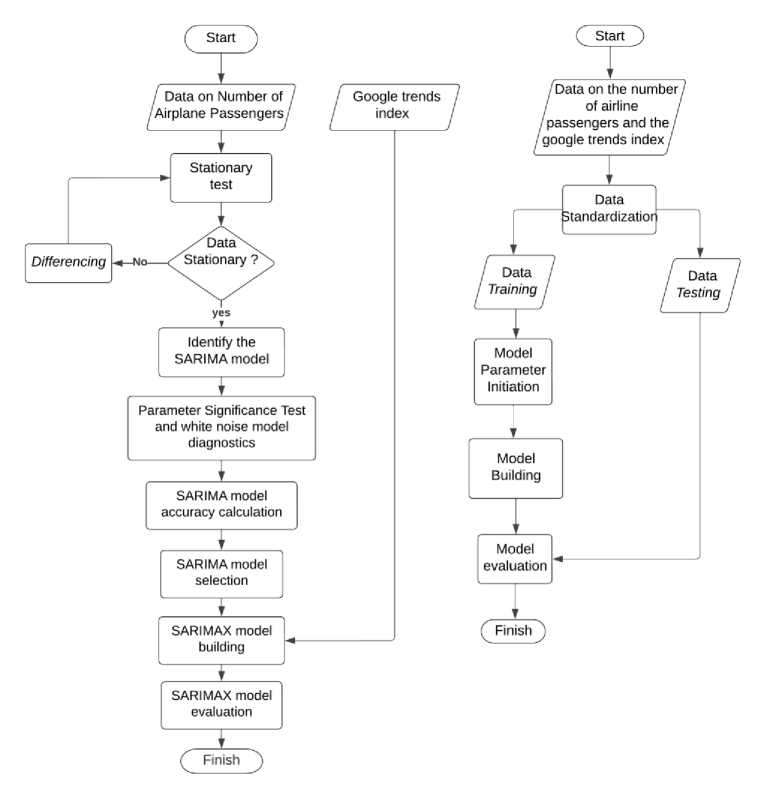 Start
Data on Number of
Airplane Passengers
Google trends
index
Stationary
test
Data
Stationary ?
No
Differencing
yes
Identify the
SARIMA model
Parameter Significance Test
and white noise model
diagnostics
SARIMA model
accuracy calculation
SARIMA model
selection
SARIMAX model
building
SARIMAX model
evaluation
Finish
Start
Data on the number
of airline
passengers and the
google trends index
Data
Standardization
Data
Training
Data
Testing
Model
Parameter
Initiation
Model
Building
Model
evaluation
Finish